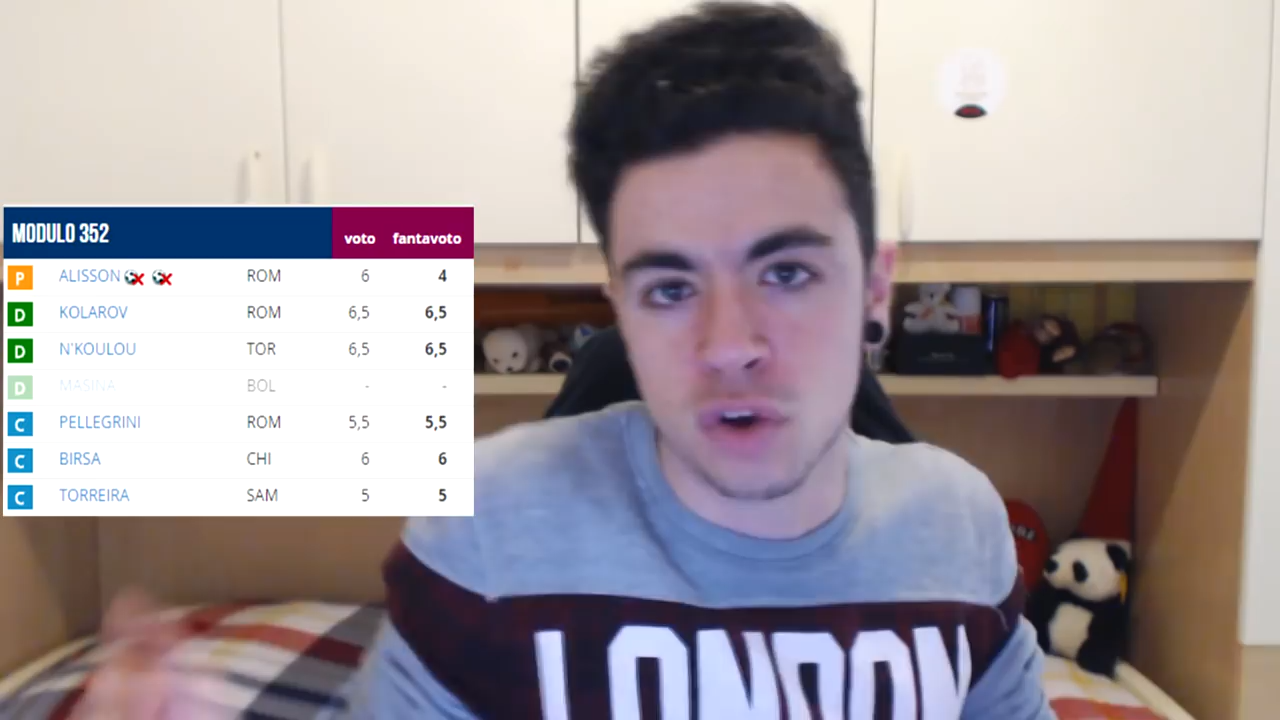 MODULO 352 voto fantavoto
P ALISSON ROM 6 4
D KOLAROV ROM 6,5 6,5
D N'KOULOU TOR 6,5 6,5
D MASINA BOL - -
C PELLEGRINI ROM 5,5 5,5
C BIRSA CHI 6 6
C TORREIRA SAM 5 5
LONDON